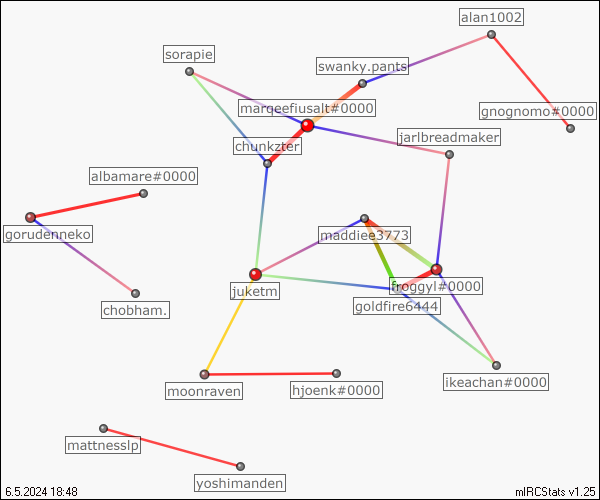 alan1002
sorapie
swanky.pants
marqeefiusalt#0000
gnognomo#0000
jarlbreadmaker
chunkzter
albamare#0000
gorudenneko
maddiee3773
froggyl#0000
juketm
goldfire6444
chobham.
ikeachan#0000
moonraven
hjoenk#0000
mattnesslp
yoshimanden
6.5.2024 18:48
mIRCStats v1.25